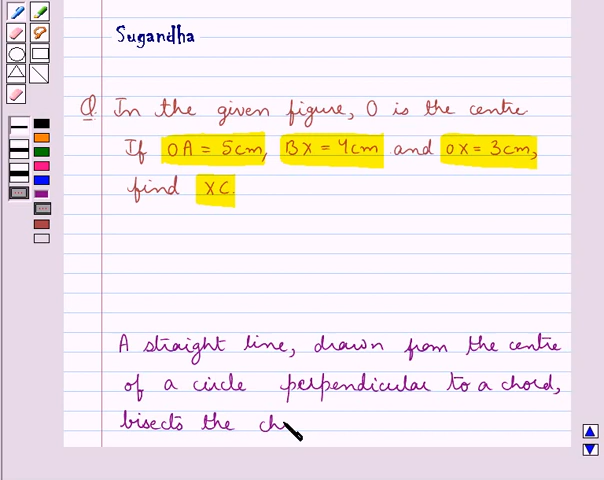 Sugandha
Q. In the given figure, O is the centre
If OA = 5cm, BX = 4cm and OX = 3cm,
find XC.
A straight line, drawn from the centre
of a circle perpendicular to a chord,
bisects the ch